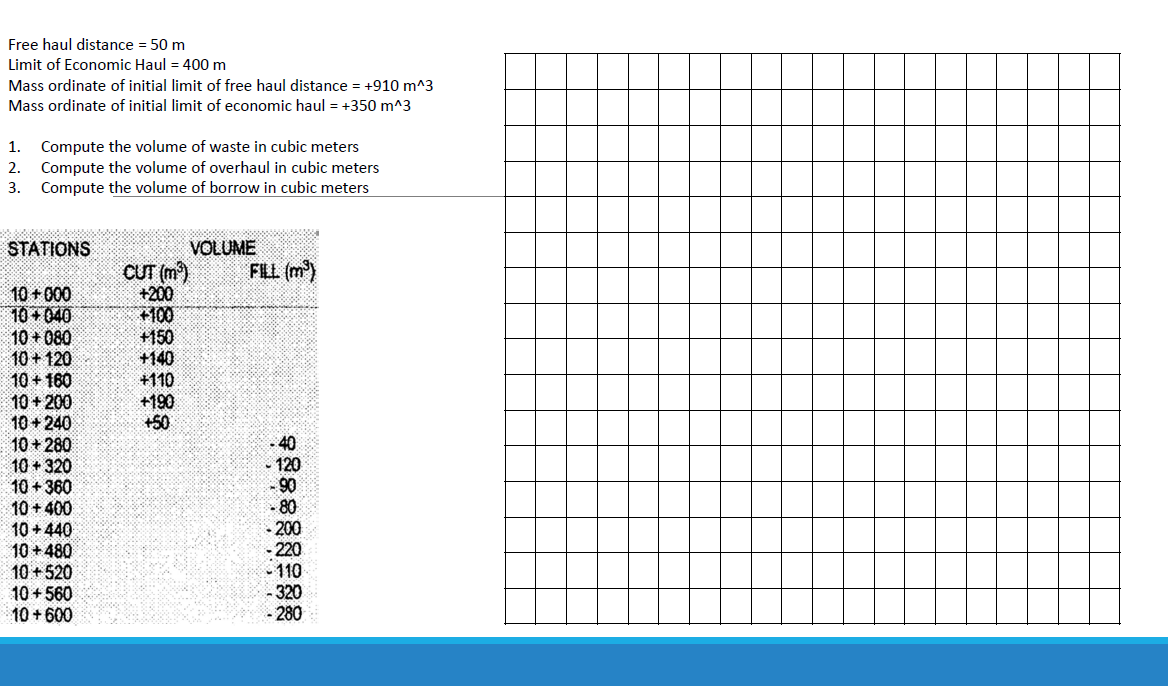 Free haul distance = 50 m
Limit of Economic Haul = 400 m
Mass ordinate of initial limit of free haul distance = +910 m^3
Mass ordinate of initial limit of economic haul = +350 m^3
1. Compute the volume of waste in cubic meters
2. Compute the volume of overhaul in cubic meters
3. Compute the volume of borrow in cubic meters
STATIONS VOLUME
CUT (m³) FILL (m³)
10 + 000 +200
10 + 040 +100
10 + 080 +150
10 + 120 +140
10 + 160 +110
10 + 200 +190
10 + 240 +50
10 + 280 - 40
10 + 320 - 120
10 + 360 - 90
10 + 400 - 80
10 + 440 - 200
10 + 480 - 220
10 + 520 - 110
10 + 560 - 320
10 + 600 - 280